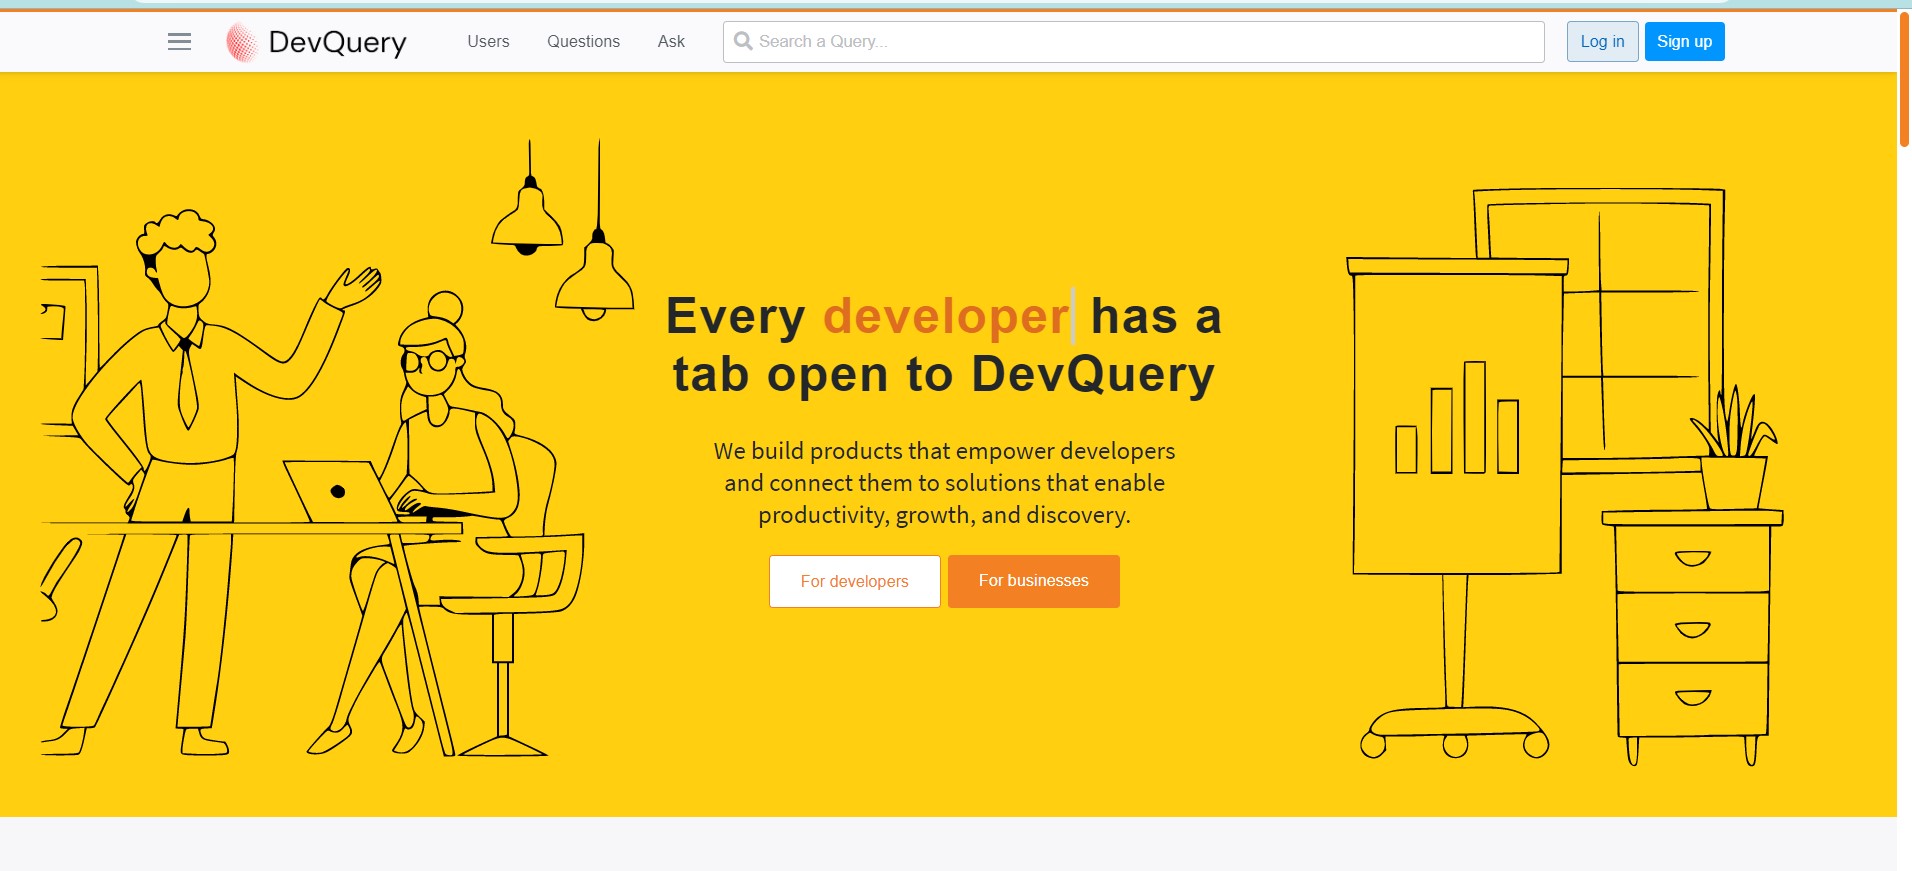 DevQuery
Users
Questions
Ask
Search a Query...
Log in
Sign up
Every developer has a
tab open to DevQuery
We build products that empower developers
and connect them to solutions that enable
productivity, growth, and discovery.
For developers
For businesses